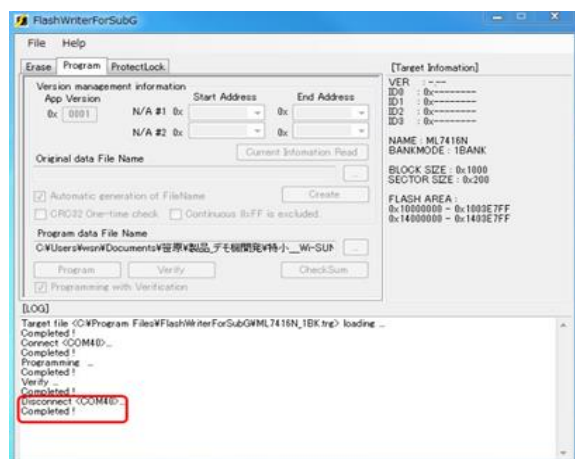 FlashWriterForSubG
File Help
Erase Program ProtectLock
Version management information
App Version Start Address End Address
0x 0001 N/A #1 0x 0x
N/A #2 0x 0x
Current Infomation Read
Original data File Name
...
Automatic generation of FileName Create
CRC32 One-time check Continuous 0xFF is excluded.
Program data File Name
C:¥Users¥wsn¥Documents¥笹原¥製品_デモ機開発¥特小__Wi-SUN ...
Program Verify CheckSum
Programming with Verification
[Target Infomation]
VER : -.--
ID0 : 0x--------
ID1 : 0x--------
ID2 : 0x--------
ID3 : 0x--------
NAME : ML7416N
BANKMODE : 1BANK
BLOCK SIZE : 0x1000
SECTOR SIZE : 0x200
FLASH AREA :
0x10000000 - 0x1003E7FF
0x14000000 - 0x1403E7FF
[LOG]
Target file <C:¥Program Files¥FlashWriterForSubG¥ML7416N_1BK.trg> loading ...
Completed !
Connect <COM40>...
Completed !
Programming ...
Completed !
Verify ...
Completed !
Disconnect <COM40>...
Completed !